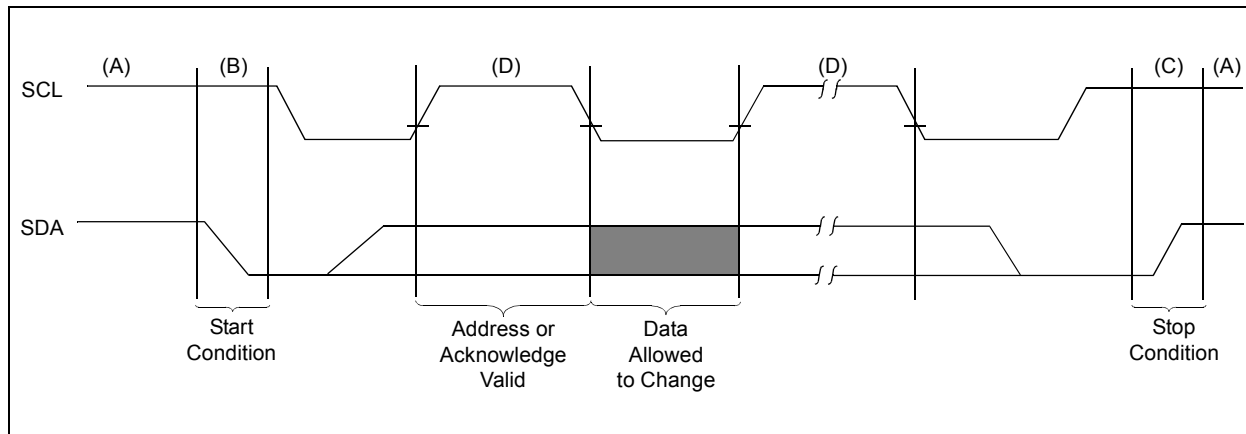 (A) (B) (D) (D) (C) (A)
SCL
SDA
Start
Condition
Address or
Acknowledge
Valid
Data
Allowed
to Change
Stop
Condition